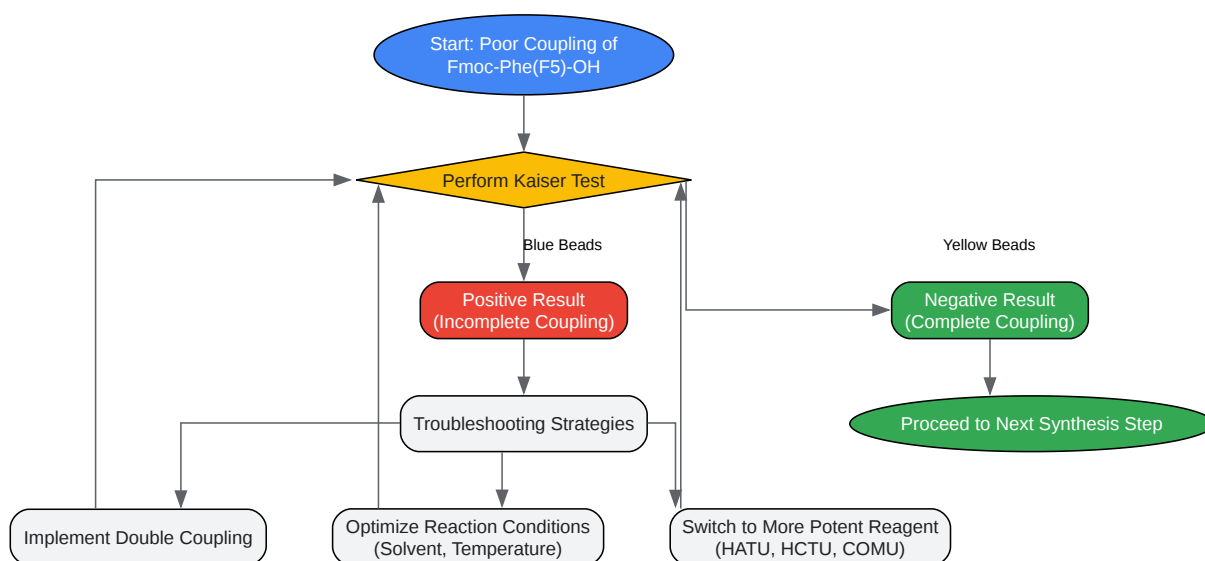 Start: Poor Coupling of
Fmoc-Phe(F5)-OH
Perform Kaiser Test
Blue Beads
Yellow Beads
Positive Result
(Incomplete Coupling)
Negative Result
(Complete Coupling)
Troubleshooting Strategies
Proceed to Next Synthesis Step
Implement Double Coupling
Optimize Reaction Conditions
(Solvent, Temperature)
Switch to More Potent Reagent
(HATU, HCTU, COMU)